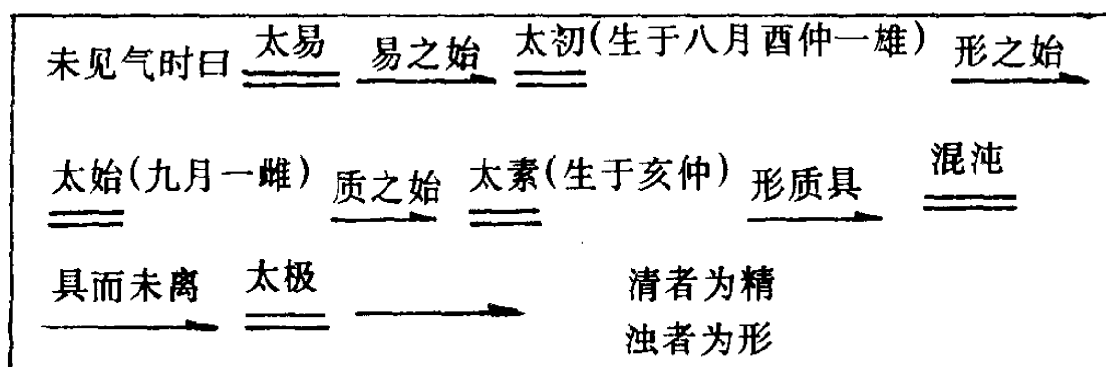 未见气时曰 太易 易之始 太初(生于八月酉仲一雄) 形之始
太始(九月一雌) 质之始 太素(生于亥仲) 形质具 混沌
具而未离 太极 清者为精
浊者为形